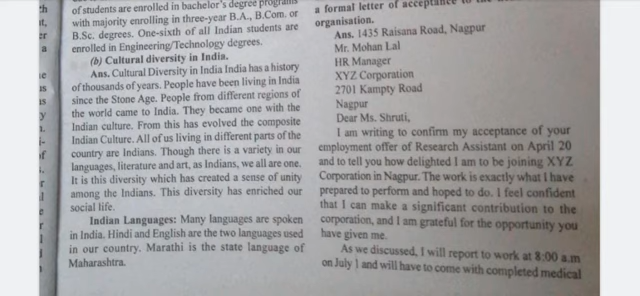 of students are enrolled in bachelor's degree programs
with majority enrolling in three-year B.A., B.Com. or
B.Sc. degrees. One-sixth of all Indian students are
enrolled in Engineering/Technology degrees.
(b) Cultural diversity in India.
Ans. Cultural Diversity in India India has a history
of thousands of years. People have been living in India
since the Stone Age. People from different regions of
the world came to India. They became one with the
Indian culture. From this has evolved the composite
Indian Culture. All of us living in different parts of the
country are Indians. Though there is a variety in our
languages, literature and art, as Indians, we all are one.
It is this diversity which has created a sense of unity
among the Indians. This diversity has enriched our
social life.
Indian Languages: Many languages are spoken
in India. Hindi and English are the two languages used
in our country. Marathi is the state language of
Maharashtra.
a formal letter of acceptance to
organisation.
Ans. 1435 Raisana Road, Nagpur
Mr. Mohan Lal
HR Manager
XYZ Corporation
2701 Kampty Road
Nagpur
Dear Ms. Shruti,
I am writing to confirm my acceptance of your
employment offer of Research Assistant on April 20
and to tell you how delighted I am to be joining XYZ
Corporation in Nagpur. The work is exactly what I have
prepared to perform and hoped to do. I feel confident
that I can make a significant contribution to the
corporation, and I am grateful for the opportunity you
have given me.
As we discussed, I will report to work at 8:00 a.m
on July 1 and will have to come with completed medical